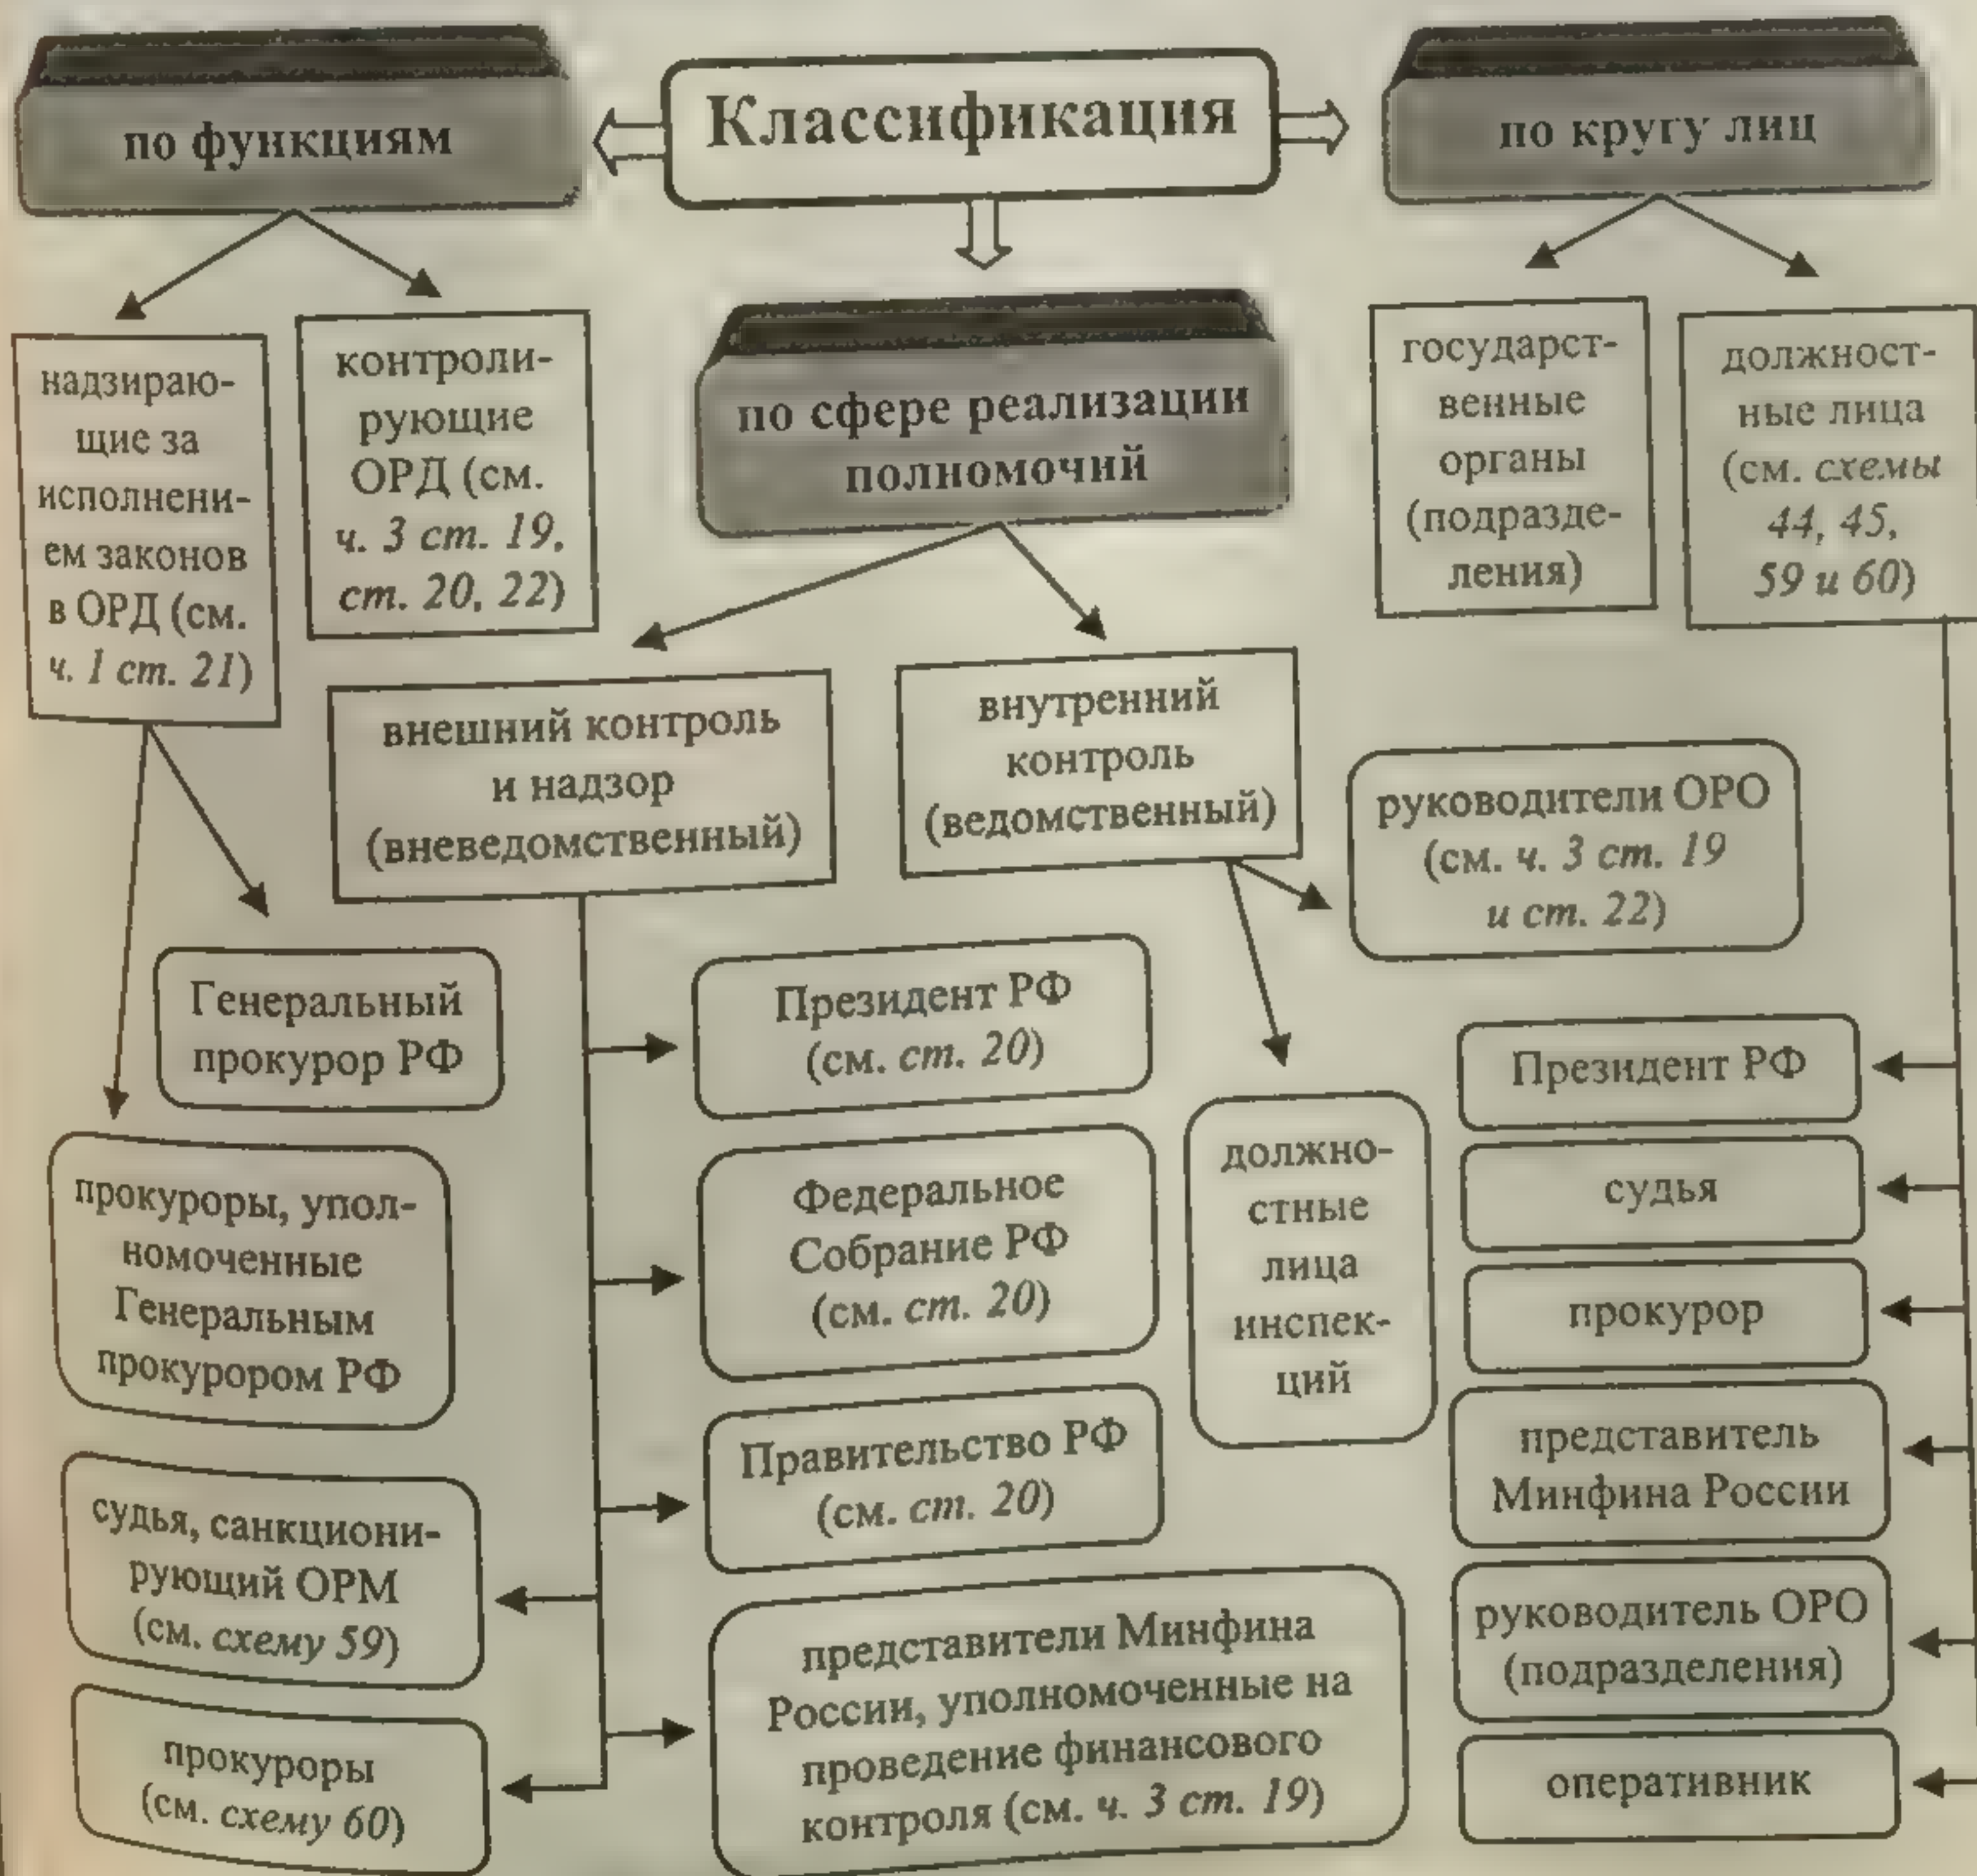 Классификация
по функциям
надзираю-
щие за
исполнени-
ем законов
в ОРД (см.
ч. 1 ст. 21)
контроли-
рующие
ОРД (см.
ч. 3 ст. 19,
ст. 20, 22)
Генеральный
прокурор РФ
прокуроры, упол-
номоченные
Генеральным
прокурором РФ
по сфере реализации
полномочий
внешний контроль
и надзор
(вневедомственный)
Президент РФ
(см. ст. 20)
Федеральное
Собрание РФ
(см. ст. 20)
Правительство РФ
(см. ст. 20)
судья, санкциони-
рующий ОРМ
(см. схему 59)
представители Минфина
России, уполномоченные на
проведение финансового
контроля (см. ч. 3 ст. 19)
прокуроры
(см. схему 60)
внутренний
контроль
(ведомственный)
руководители ОРО
(см. ч. 3 ст. 19
и ст. 22)
должно-
стные
лица
инспек-
ций
по кругу лиц
государст-
венные
органы
(подразде-
ления)
должност-
ные лица
(см. схемы
44, 45,
59 и 60)
Президент РФ
судья
прокурор
представитель
Минфина России
руководитель ОРО
(подразделения)
оперативник